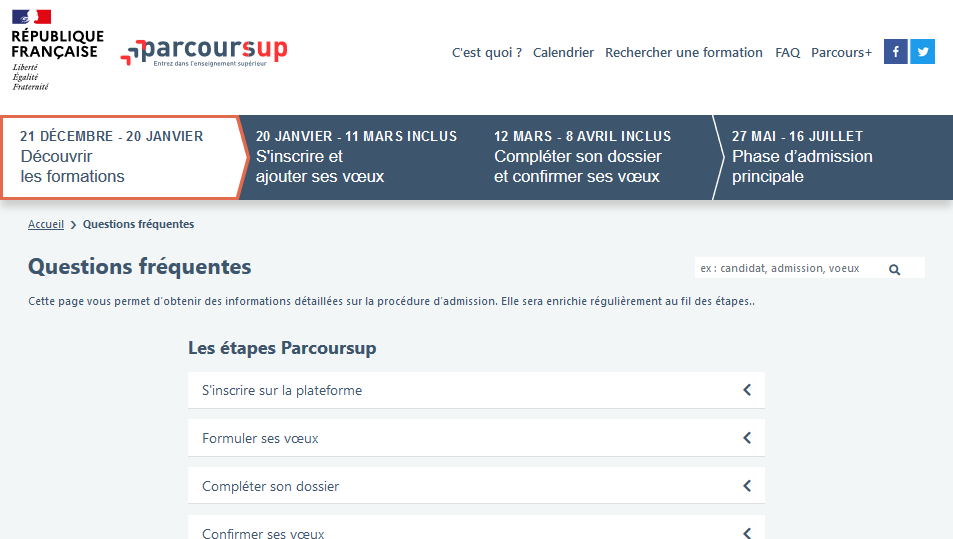 RÉPUBLIQUE
FRANÇAISE
Liberté
Égalité
Fraternité
parcoursup
Entrez dans l'enseignement supérieur
C'est quoi ? Calendrier Rechercher une formation FAQ Parcours+
21 DÉCEMBRE - 20 JANVIER
Découvrir
les formations
20 JANVIER - 11 MARS INCLUS
S'inscrire et
ajouter ses vœux
12 MARS - 8 AVRIL INCLUS
Compléter son dossier
et confirmer ses vœux
27 MAI - 16 JUILLET
Phase d’admission
principale
Accueil Questions fréquentes
Questions fréquentes
ex : candidat, admission, voeux
Cette page vous permet d'obtenir des informations détaillées sur la procédure d'admission. Elle sera enrichie régulièrement au fil des étapes..
Les étapes Parcoursup
S'inscrire sur la plateforme
Formuler ses vœux
Compléter son dossier
Confirmer ses vœux